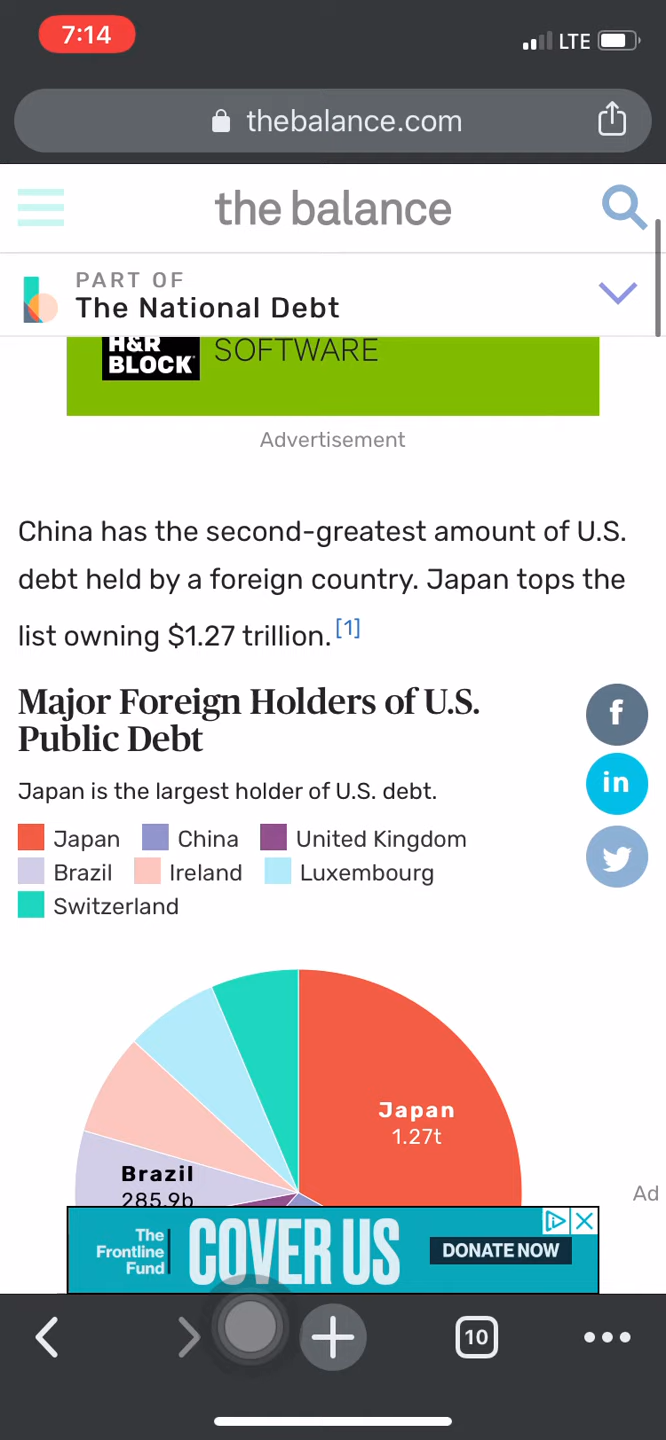 7:14
LTE
thebalance.com
the balance
PART OF
The National Debt
H&R
BLOCK
SOFTWARE
Advertisement
China has the second-greatest amount of U.S.
debt held by a foreign country. Japan tops the
list owning $1.27 trillion. [1]
Major Foreign Holders of U.S.
Public Debt
f
Japan is the largest holder of U.S. debt.
in
Japan China United Kingdom
Brazil Ireland Luxembourg
Switzerland
Japan
1.27t
Brazil
285.9b
Ad
The
Frontline
Fund
COVER US
DONATE NOW
10